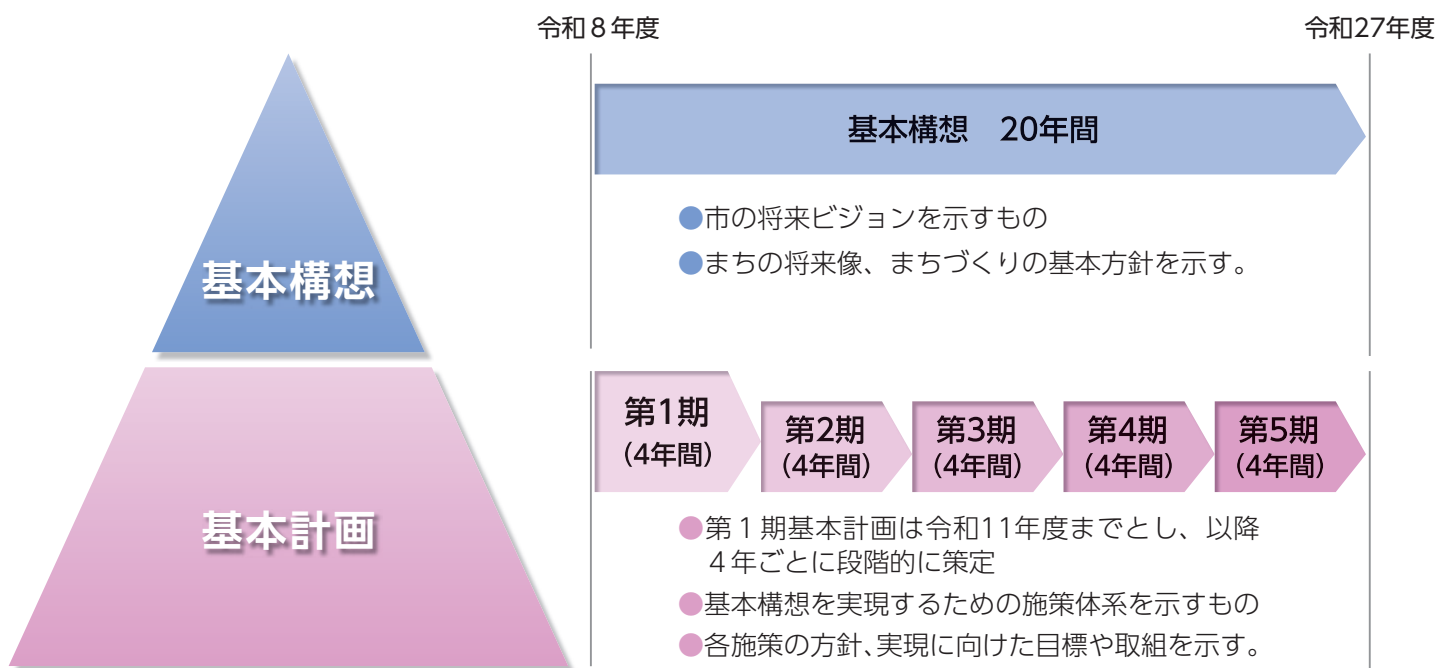 令和８年度
令和27年度
基本構想　20年間
●市の将来ビジョンを示すもの
●まちの将来像、まちづくりの基本方針を示す。
基本構想
第1期
(4年間)
第2期
(4年間)
第3期
(4年間)
第4期
(4年間)
第5期
(4年間)
基本計画
●第１期基本計画は令和11年度までとし、以降
４年ごとに段階的に策定
●基本構想を実現するための施策体系を示すもの
●各施策の方針、実現に向けた目標や取組を示す。